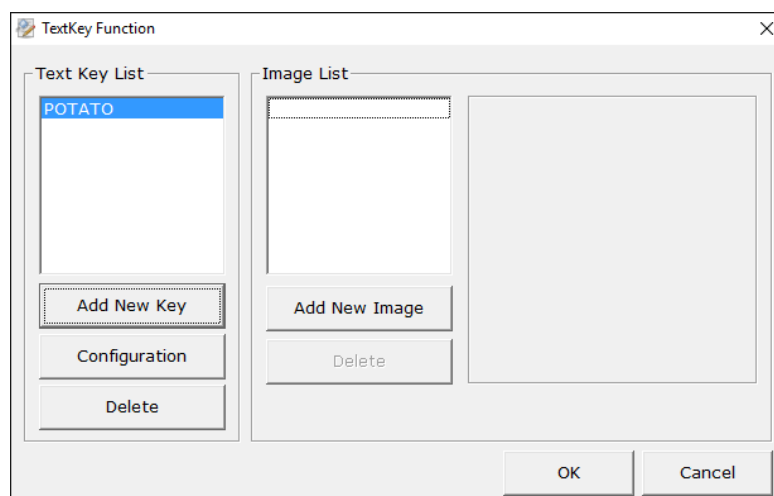 TextKey Function
Text Key List
POTATO
Add New Key
Configuration
Delete
Image List
Add New Image
Delete
OK
Cancel